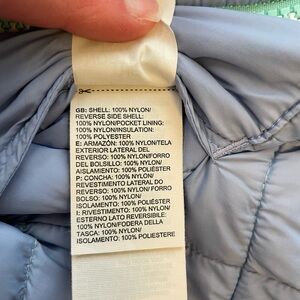 GB: SHELL: 100% NYLON/
REVERSE SIDE SHELL:
100% NYLON/POCKET LINING:
100% NYLON/INSULATION:
100% POLYESTER
E: ARMAZÓN: 100% NYLON/TELA
EXTERIOR LATERAL DEL
REVERSO: 100% NYLON/FORRO
DEL BOLSILLO: 100% NYLON/
AISLAMIENTO: 100% POLIÉSTER
P: CONCHA: 100% NYLON/
REVESTIMENTO LATERAL DO
REVERSO: 100% NYLON/ FORRO
BOLSO: 100% NYLON/
ISOLAMENTO: 100% POLIÉSTER
I: RIVESTIMENTO: 100% NYLON/
ESTERNO LATO REVERSIBILE:
100% NYLON/FODERA DELLA
TASCA: 100% NYLON/
ISOLAMENTO: 100% POLIESTERE